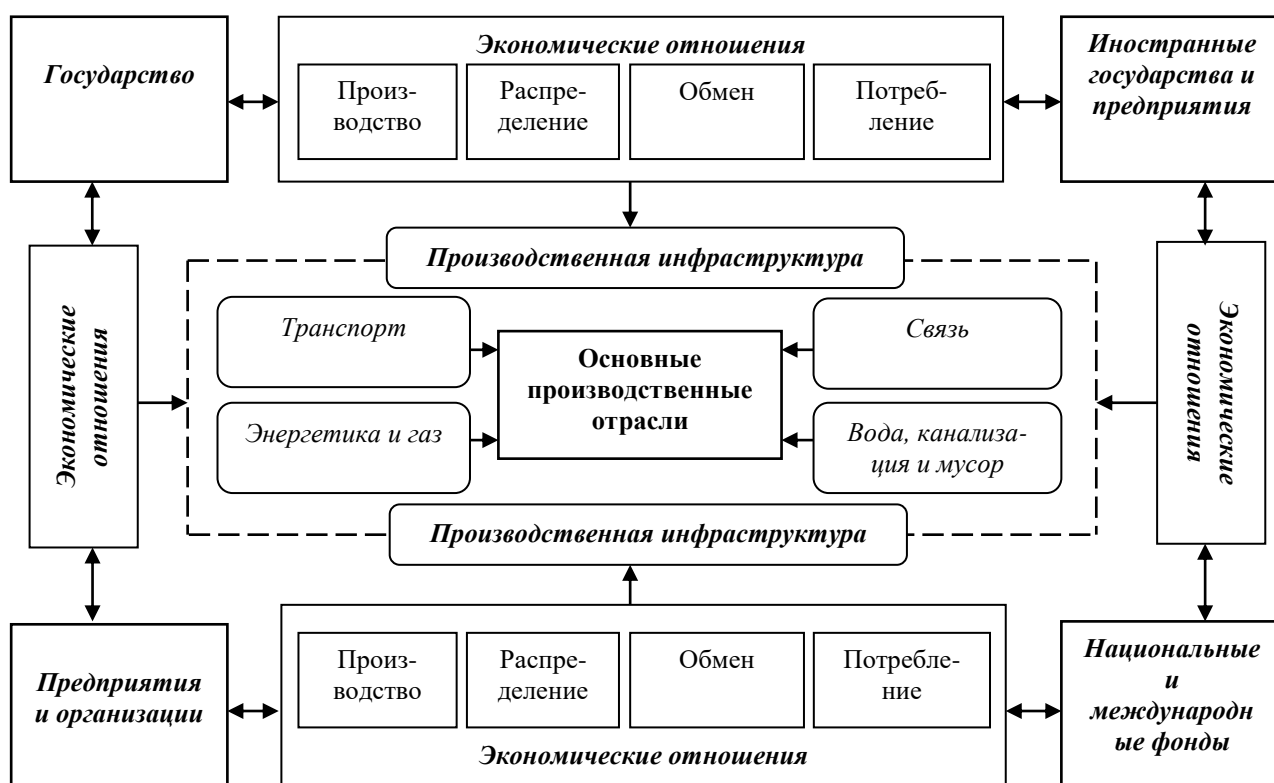 Экономические отношения
Государство
Произ-
водство
Распре-
деление
Обмен
Потреб-
ление
Иностранные
государства и
предприятия
Производственная инфраструктура
Экономические
отношения
Транспорт
Энергетика и газ
Основные
производственные
отрасли
Связь
Вода, канализа-
ция и мусор
Экономические
отношения
Производственная инфраструктура
Предприятия
и организации
Произ-
водство
Распре-
деление
Обмен
Потребле-
ние
Экономические отношения
Национальные
и
международн
ые фонды